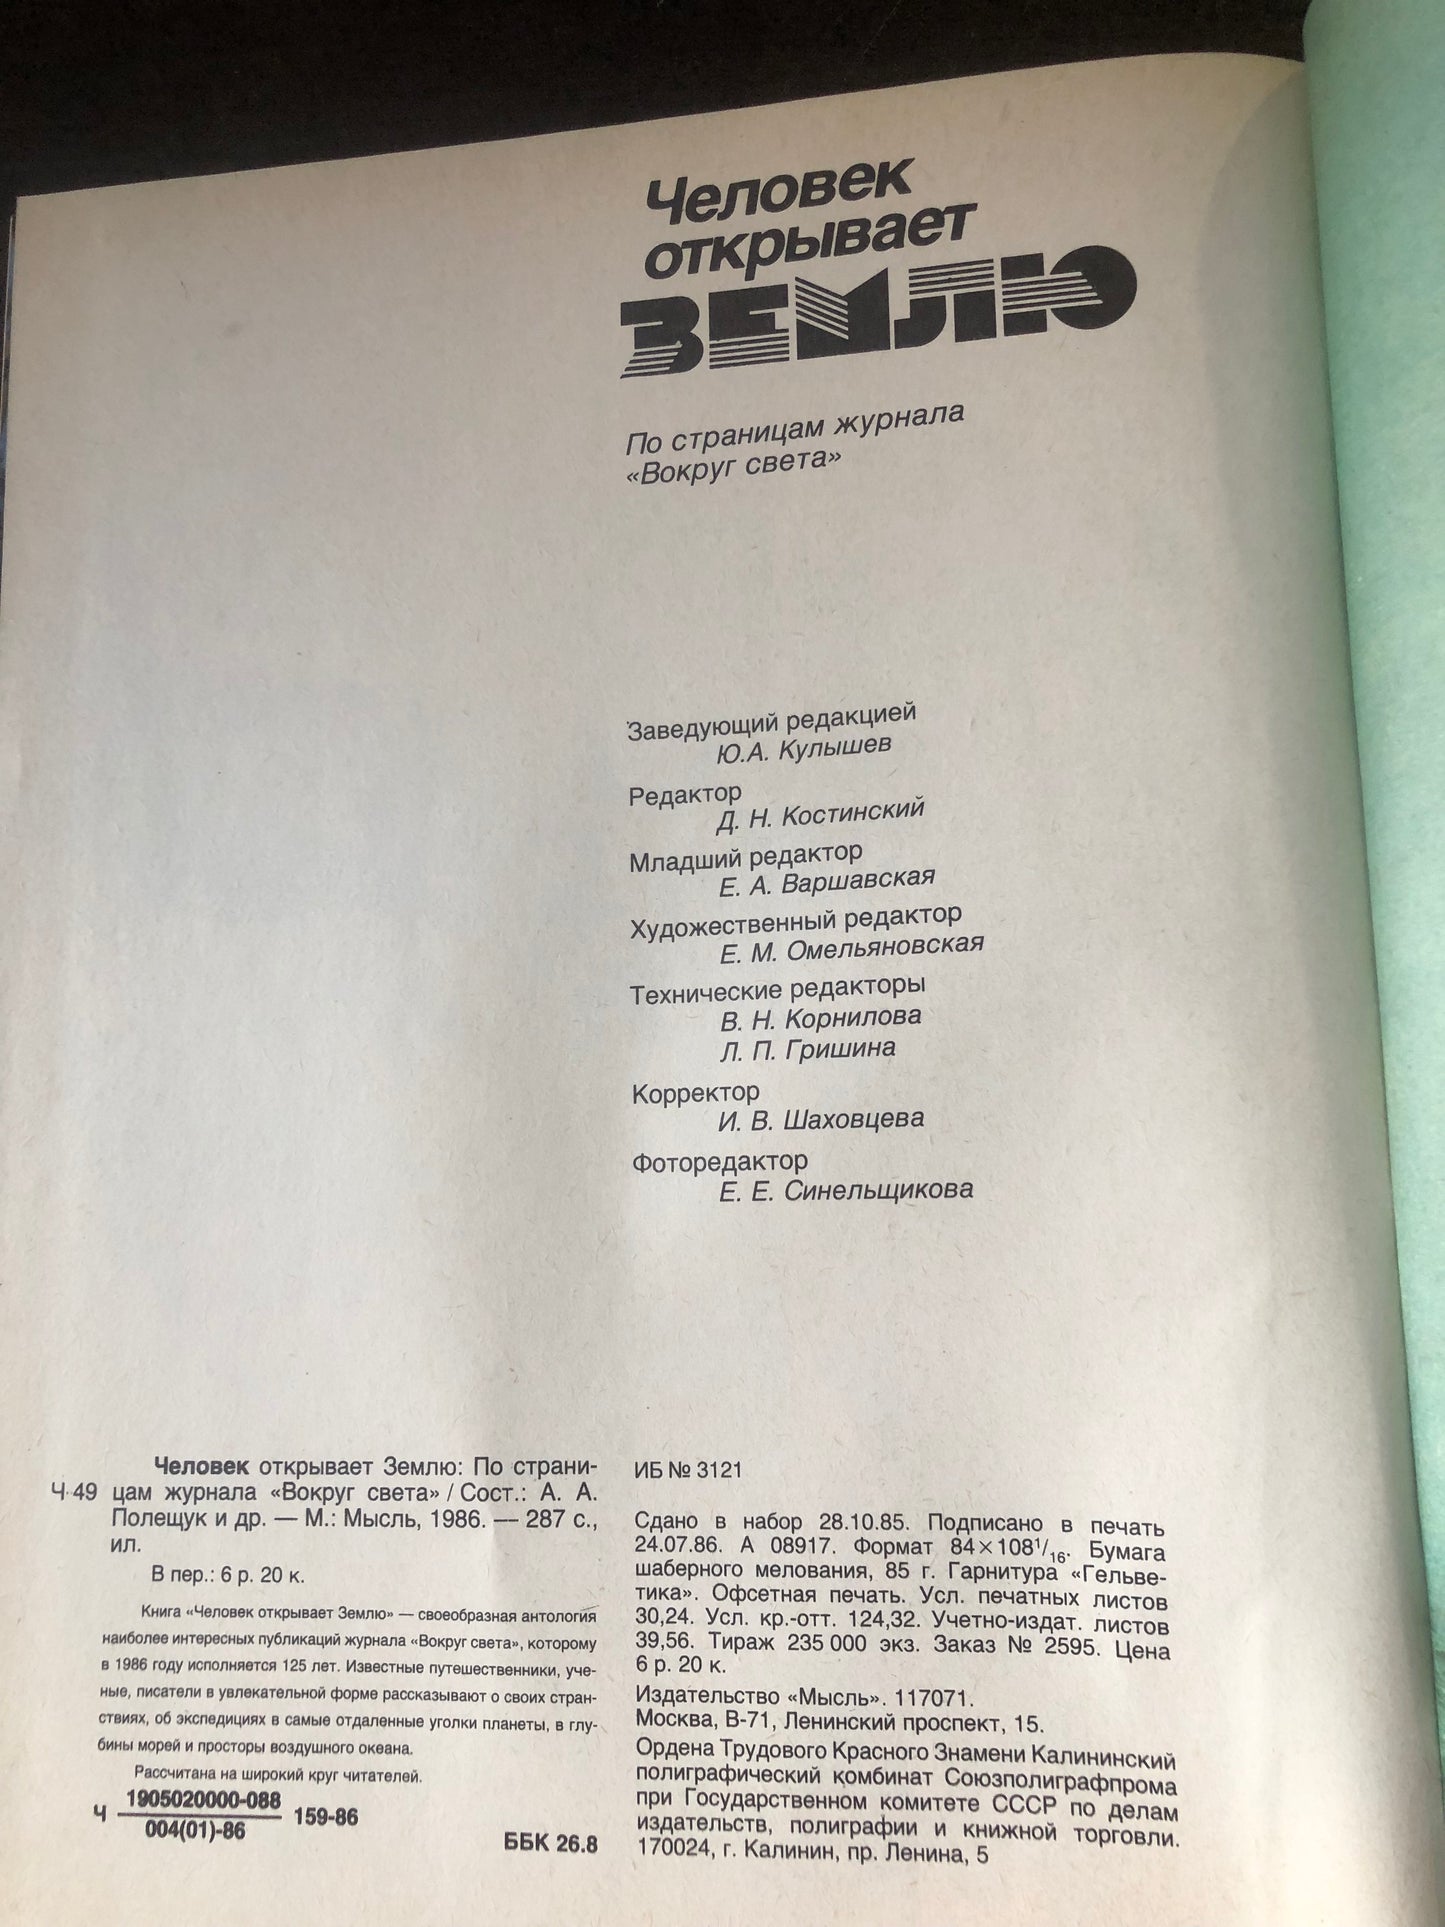 Человек
открывает
ЗЕМЛЮ
По страницам журнала
«Вокруг света»
Заведующий редакцией
Ю.А. Кулышев
Редактор
Д. Н. Костинский
Младший редактор
Е. А. Варшавская
Художественный редактор
Е. М. Омельяновская
Технические редакторы
В. Н. Корнилова
Л. П. Гришина
Корректор
И. В. Шаховцева
Фоторедактор
Е. Е. Синельщикова
Человек открывает Землю: По страни-
Ч 49 цам журнала «Вокруг света» / Сост.: А. А.
Полещук и др. — М.: Мысль, 1986. — 287 с.,
ил.
В пер.: 6 р. 20 к.
Книга «Человек открывает Землю» — своеобразная антология
наиболее интересных публикаций журнала «Вокруг света», которому
в 1986 году исполняется 125 лет. Известные путешественники, уче-
ные, писатели в увлекательной форме рассказывают о своих стран-
ствиях, об экспедициях в самые отдаленные уголки планеты, в глу-
бины морей и просторы воздушного океана.
Рассчитана на широкий круг читателей.
1905020000-088
Ч 159-86
004(01)-86
ББК 26.8
ИБ № 3121
Сдано в набор 28.10.85. Подписано в печать
24.07.86. А 08917. Формат 84×108¹/₁₆. Бумага
шаберного мелования, 85 г. Гарнитура «Гельве-
тика». Офсетная печать. Усл. печатных листов
30,24. Усл. кр.-отт. 124,32. Учетно-издат. листов
39,56. Тираж 235 000 экз. Заказ № 2595. Цена
6 р. 20 к.
Издательство «Мысль». 117071.
Москва, В-71, Ленинский проспект, 15.
Ордена Трудового Красного Знамени Калининский
полиграфический комбинат Союзполиграфпрома
при Государственном комитете СССР по делам
издательств, полиграфии и книжной торговли.
170024, г. Калинин, пр. Ленина, 5